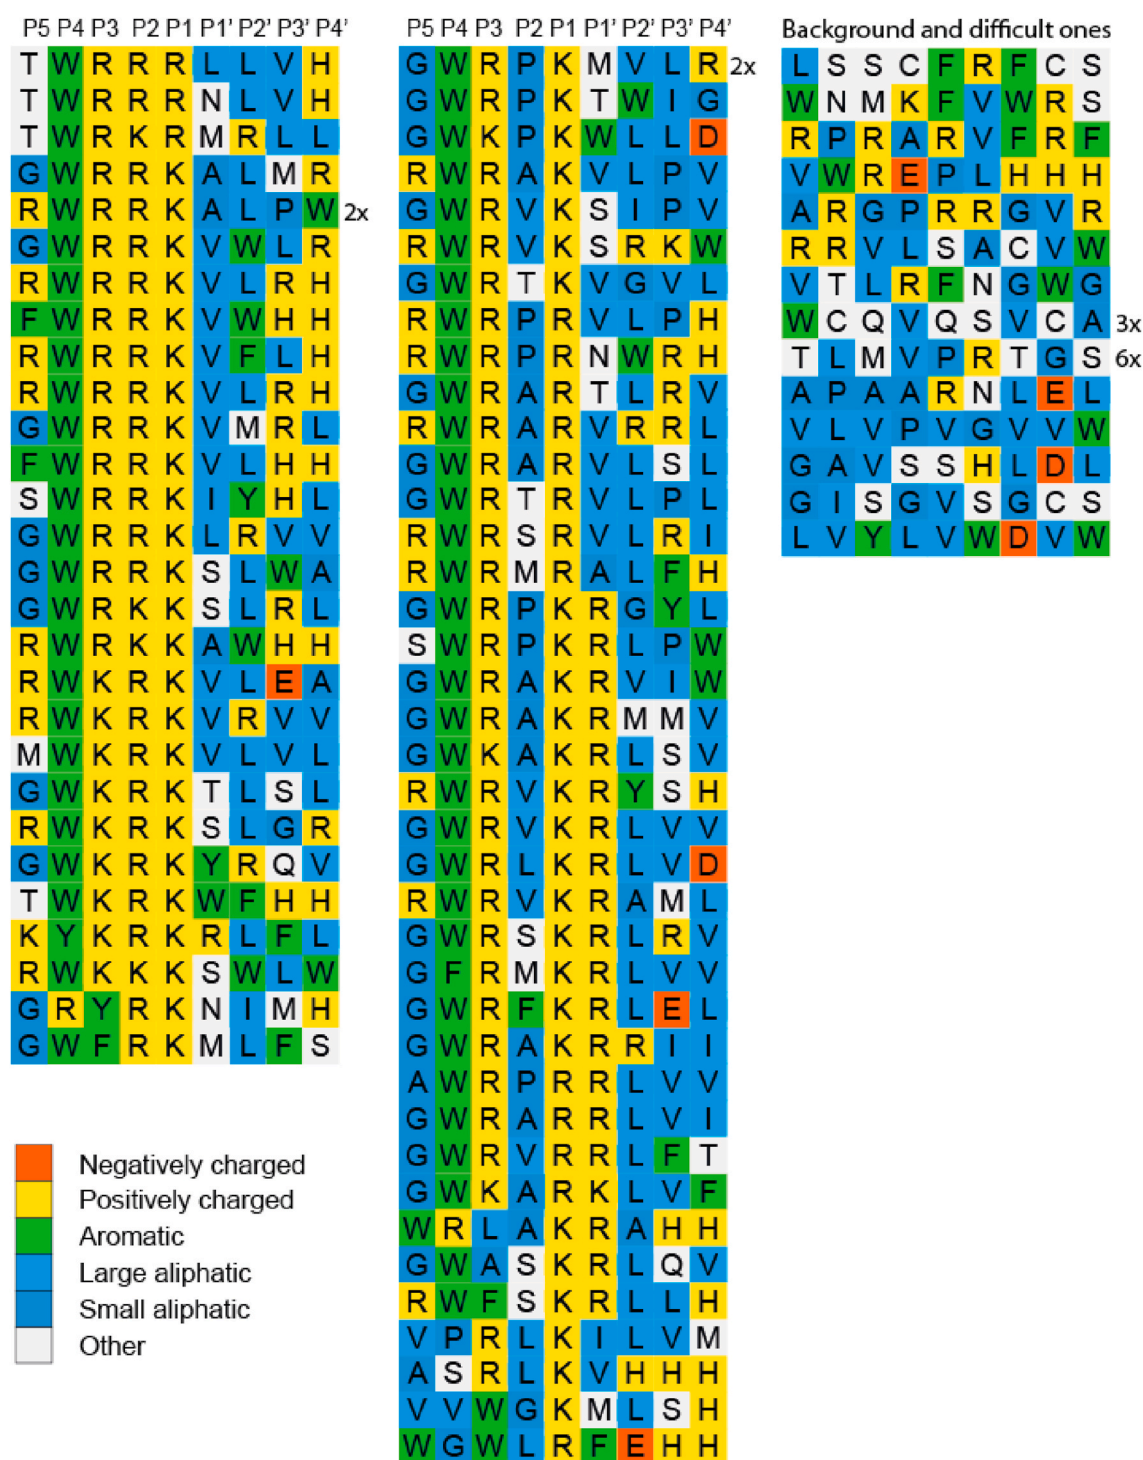 P5 P4 P3 P2 P1 P1’ P2’ P3’ P4’
T W R R R L L V H
T W R R R N L V H
T W R K R M R L L
G W R R K A L M R
R W R R K A L P W 2x
G W R R K V W L R
R W R R K V L R H
F W R R K V W H H
R W R R K V F L H
R W R R K V L R H
G W R R K V M R L
F W R R K V L H H
S W R R K I Y H L
G W R R K L R V V
G W R R K S L W A
G W R K K S L R L
R W R K K A W H H
R W K R K V L E A
R W K R K V R V V
M W K R K V L V L
G W K R K T L S L
R W K R K S L G R
G W K R K Y R Q V
T W K R K W F H H
K Y K R K R L F L
R W K K K S W L W
G R Y R K N I M H
G W F R K M L F S
Negatively charged
Positively charged
Aromatic
Large aliphatic
Small aliphatic
Other
P5 P4 P3 P2 P1 P1’ P2’ P3’ P4’
G W R P K M V L R 2x
G W R P K T W I G
G W K P K W L L D
R W R A K V L P V
G W R V K S I P V
R W R V K S R K W
G W R T K V G V L
R W R P R V L P H
R W R P R N W R H
G W R A R T L R V
R W R A R V R R L
G W R A R V L S L
G W R T R V L P L
R W R S R V L R I
R W R M R A L F H
G W R P K R G Y L
S W R P K R L P W
G W R A K R V I W
G W R A K R M M V
G W K A K R L S V
R W R V K R Y S H
G W R V K R L V V
G W R L K R L V D
R W R V K R A M L
G W R S K R L R V
G F R M K R L V V
G W R F K R L E L
G W R A K R R I I
A W R P R R L V V
G W R A R R L V I
G W R V R R L F T
G W K A R K L V F
W R L A K R A H H
G W A S K R L Q V
R W F S K R L L H
V P R L K I L V M
A S R L K V H H H
V V W G K M L S H
W G W L R F E H H
Background and difficult ones
L S S C F R F C S
W N M K F V W R S
R P R A R V F R F
V W R E P L H H H
A R G P R R G V R
R R V L S A C V W
V T L R F N G W G
W C Q V Q S V C A 3x
T L M V P R T G S 6x
A P A A R N L E L
V L V P V G V V W
G A V S S H L D L
G I S G V S G C S
L V Y L V W D V W